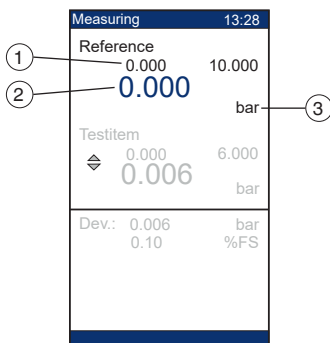 Measuring 13:28
Reference
1 0.000 10.000
2 0.000
bar 3
Testitem
0.000 6.000
0.006
bar
Dev.: 0.006 bar
0.10 %FS